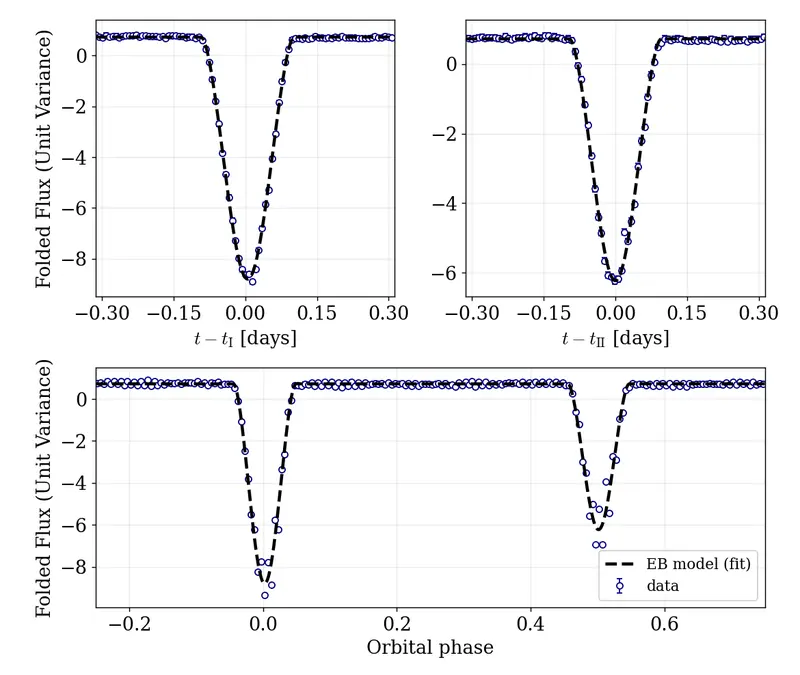 Folded Flux (Unit Variance)
0
−2
−4
−6
−8
−0.30 −0.15 0.00 0.15 0.30
t − tI [days]
0
−2
−4
−6
−0.30 −0.15 0.00 0.15 0.30
t − tII [days]
Folded Flux (Unit Variance)
0
−2
−4
−6
−8
EB model (fit)
data
−0.2 0.0 0.2 0.4 0.6
Orbital phase